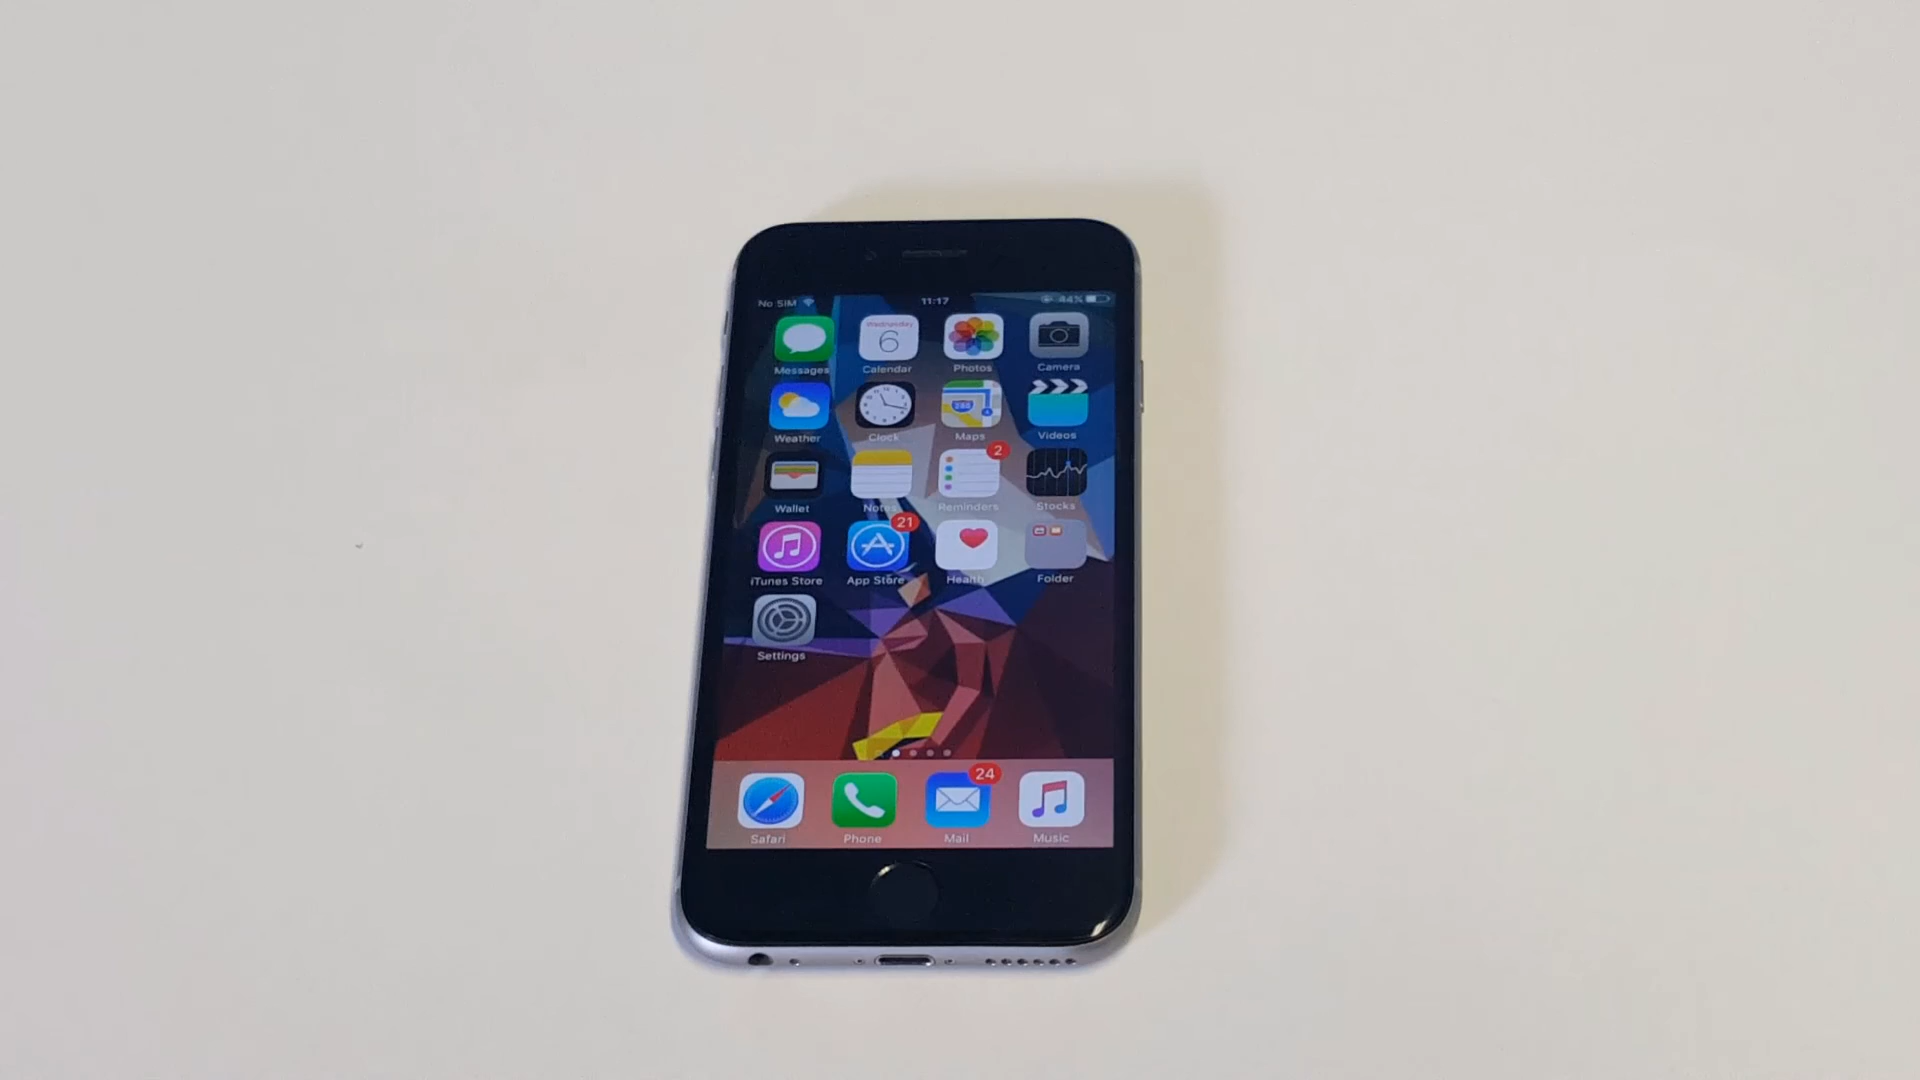 No SIM 11:17 44%
Wednesday
6
Messages Calendar Photos Camera
280
Weather Clock Maps Videos
2
Wallet Notes Reminders Stocks
21
iTunes Store App Store Health Folder
Settings
24
Safari Phone Mail Music